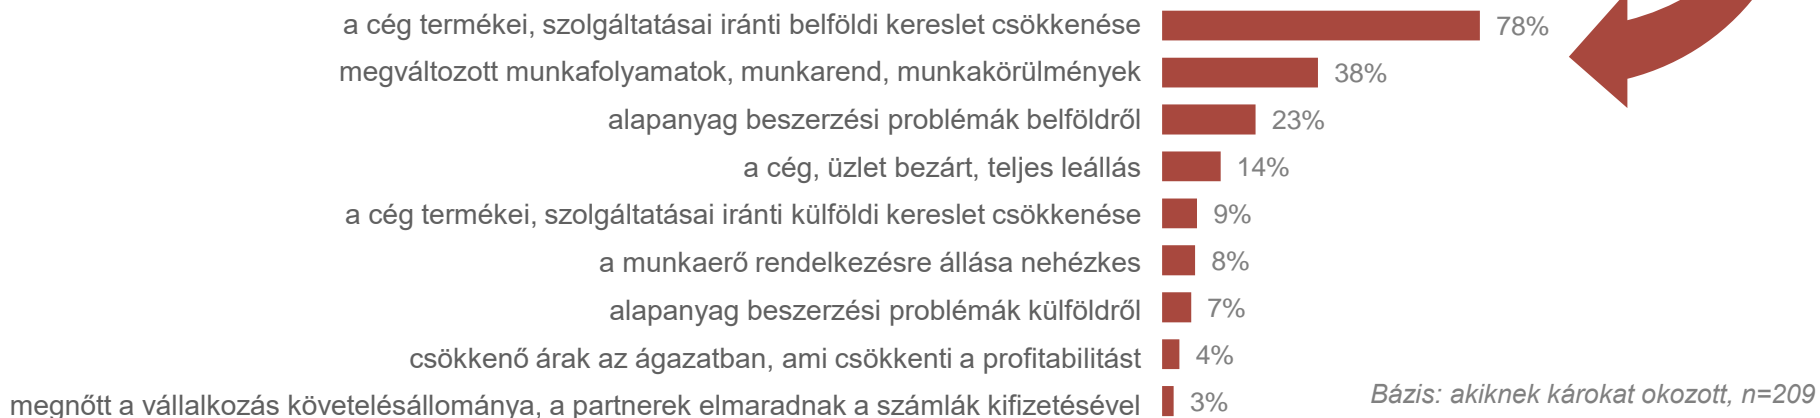 a cég termékei, szolgáltatásai iránti belföldi kereslet csökkenése 78%
megváltozott munkafolyamatok, munkarend, munkakörülmények 38%
alapanyag beszerzési problémák belföldről 23%
a cég, üzlet bezárt, teljes leállás 14%
a cég termékei, szolgáltatásai iránti külföldi kereslet csökkenése 9%
a munkaerő rendelkezésre állása nehézkes 8%
alapanyag beszerzési problémák külföldről 7%
csökkenő árak az ágazatban, ami csökkenti a profitabilitást 4%
megnőtt a vállalkozás követelésállománya, a partnerek elmaradnak a számlák kifizetésével 3%
Bázis: akiknek károkat okozott, n=209